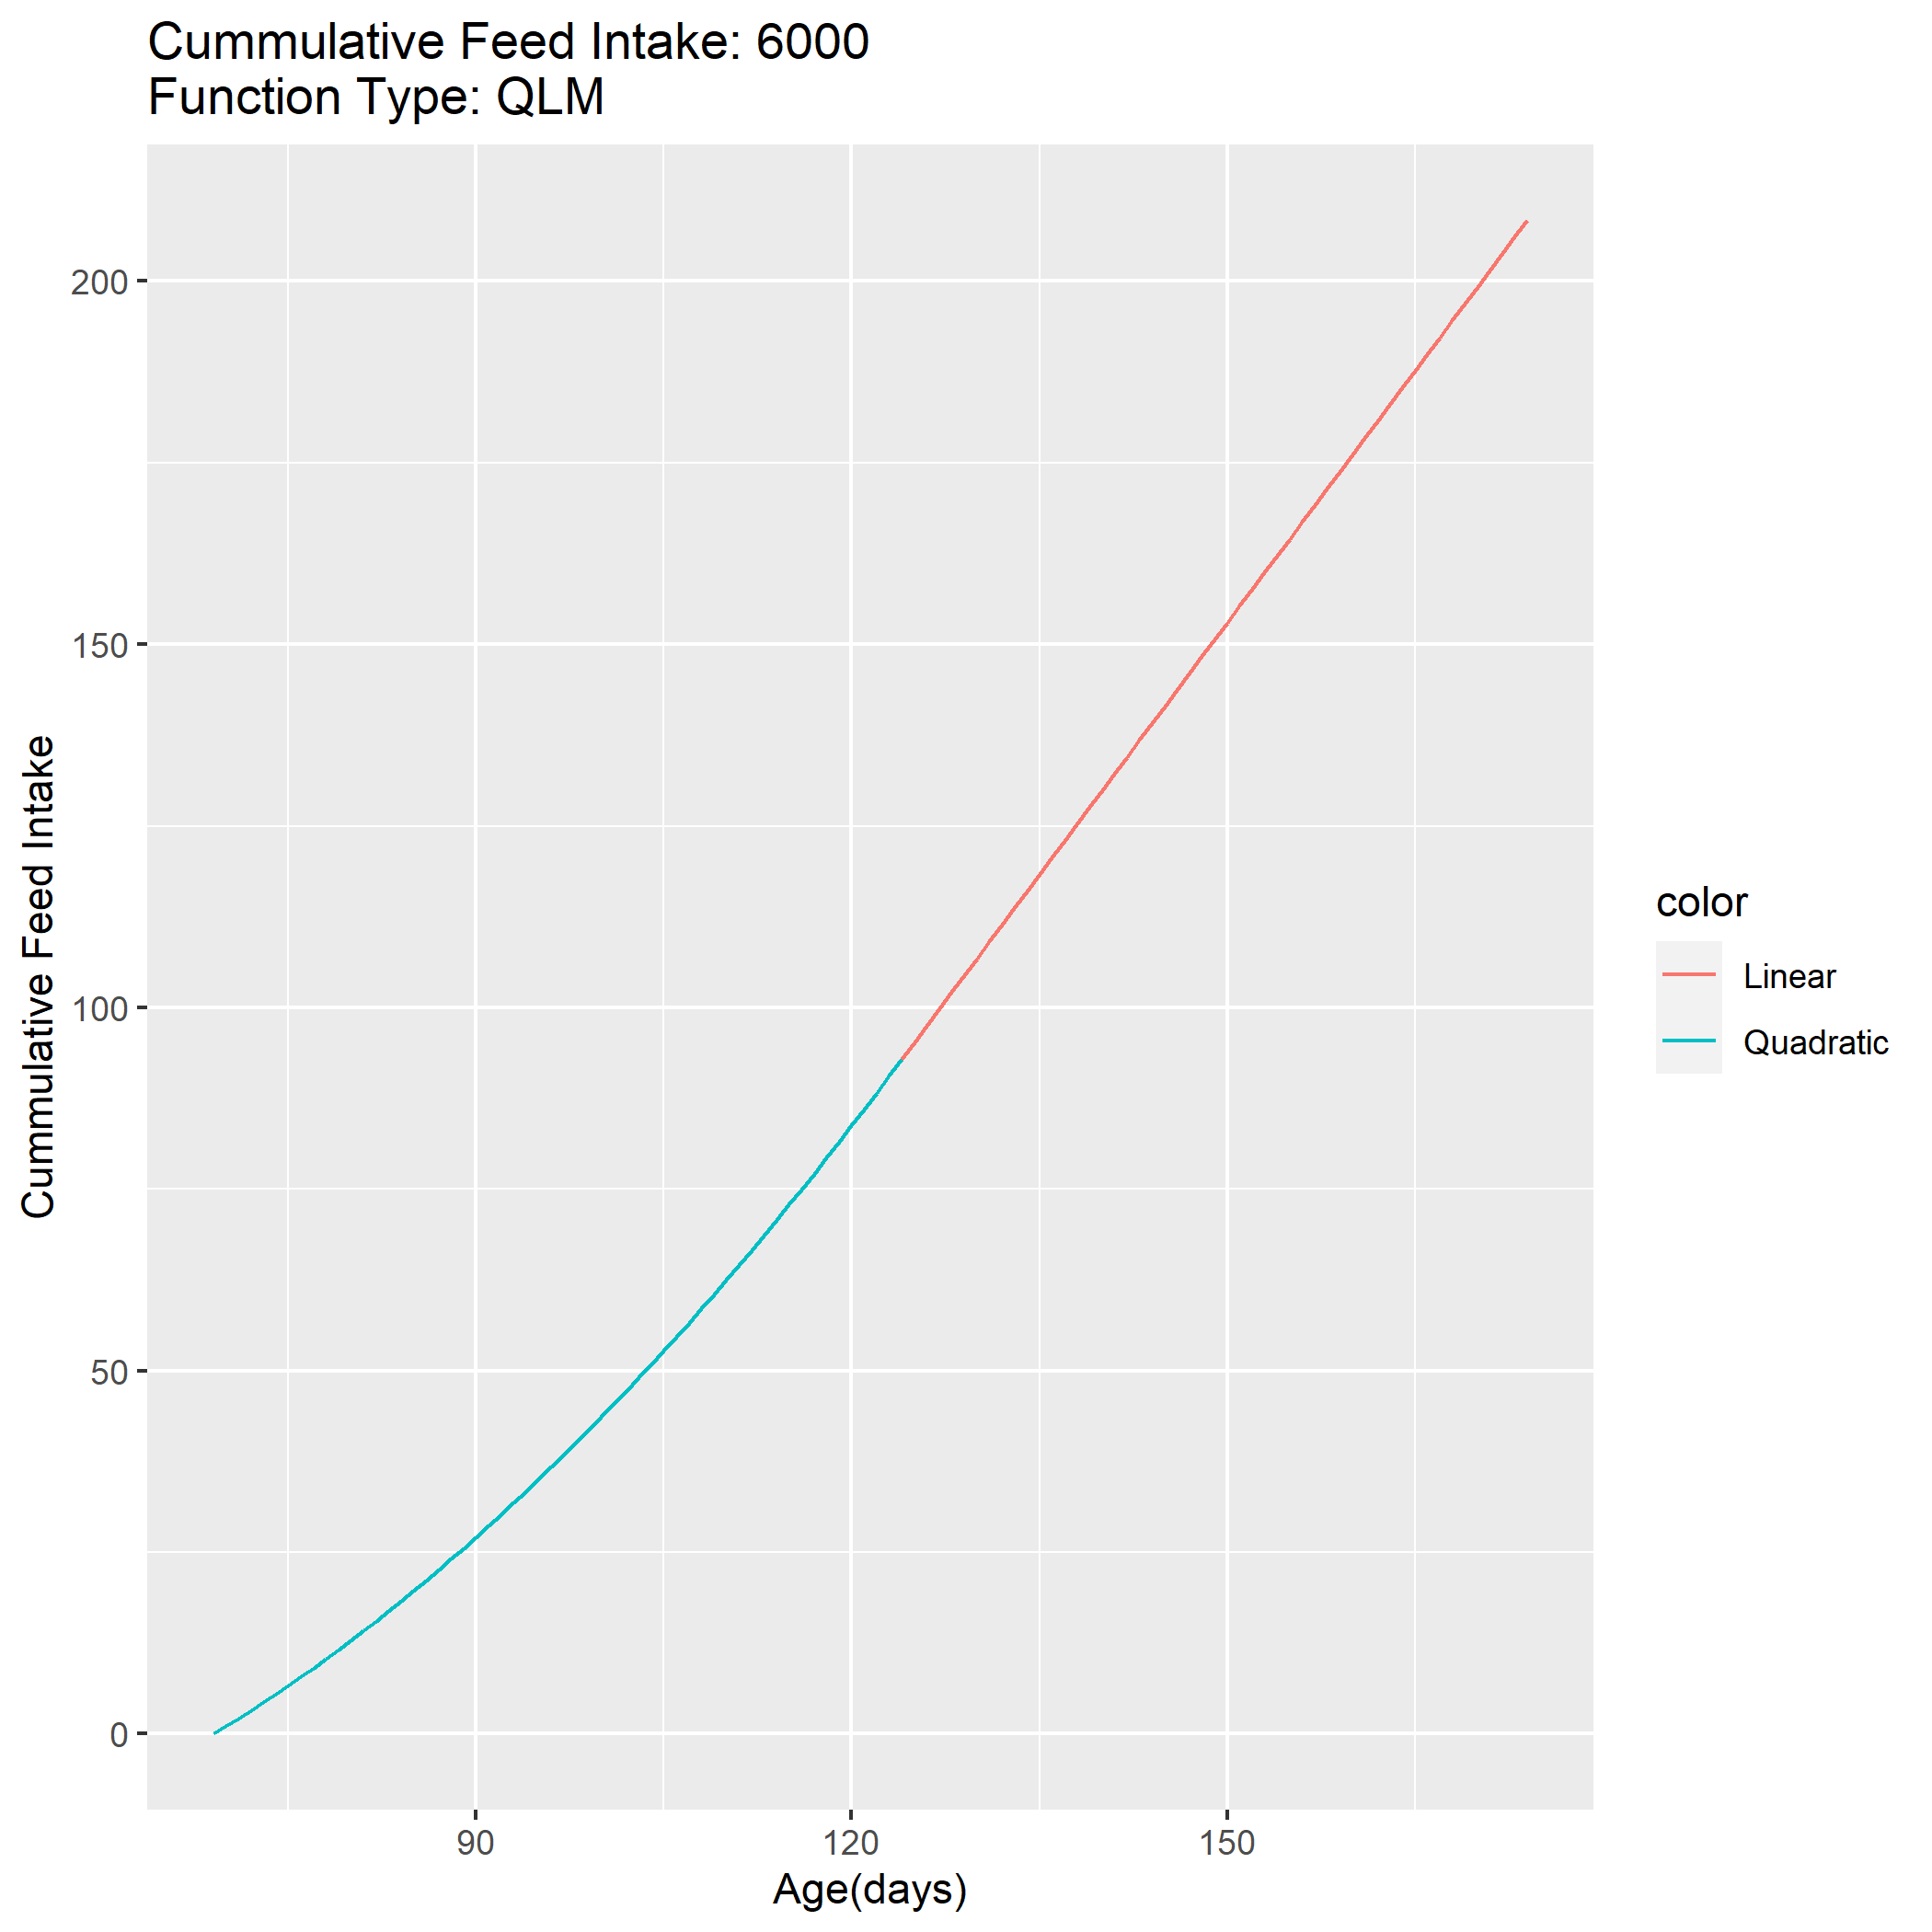 Cummulative Feed Intake: 6000
Function Type: QLM
200
150
100
50
0
Cummulative Feed Intake
90 120 150
Age(days)
color
Linear
Quadratic